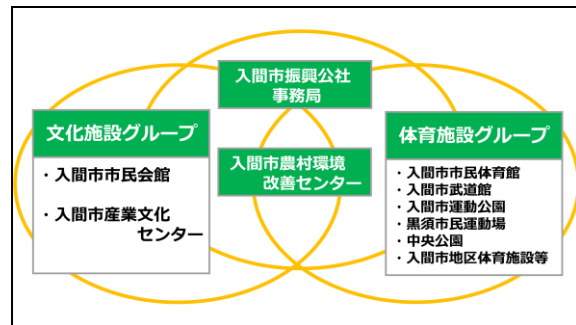 入間市振興公社
事務局
文化施設グループ
・入間市市民会館
・入間市産業文化
センター
入間市農村環境
改善センター
体育施設グループ
・入間市市民体育館
・入間市武道館
・入間市運動公園
・黒須市民運動場
・中央公園
・入間市地区体育施設等